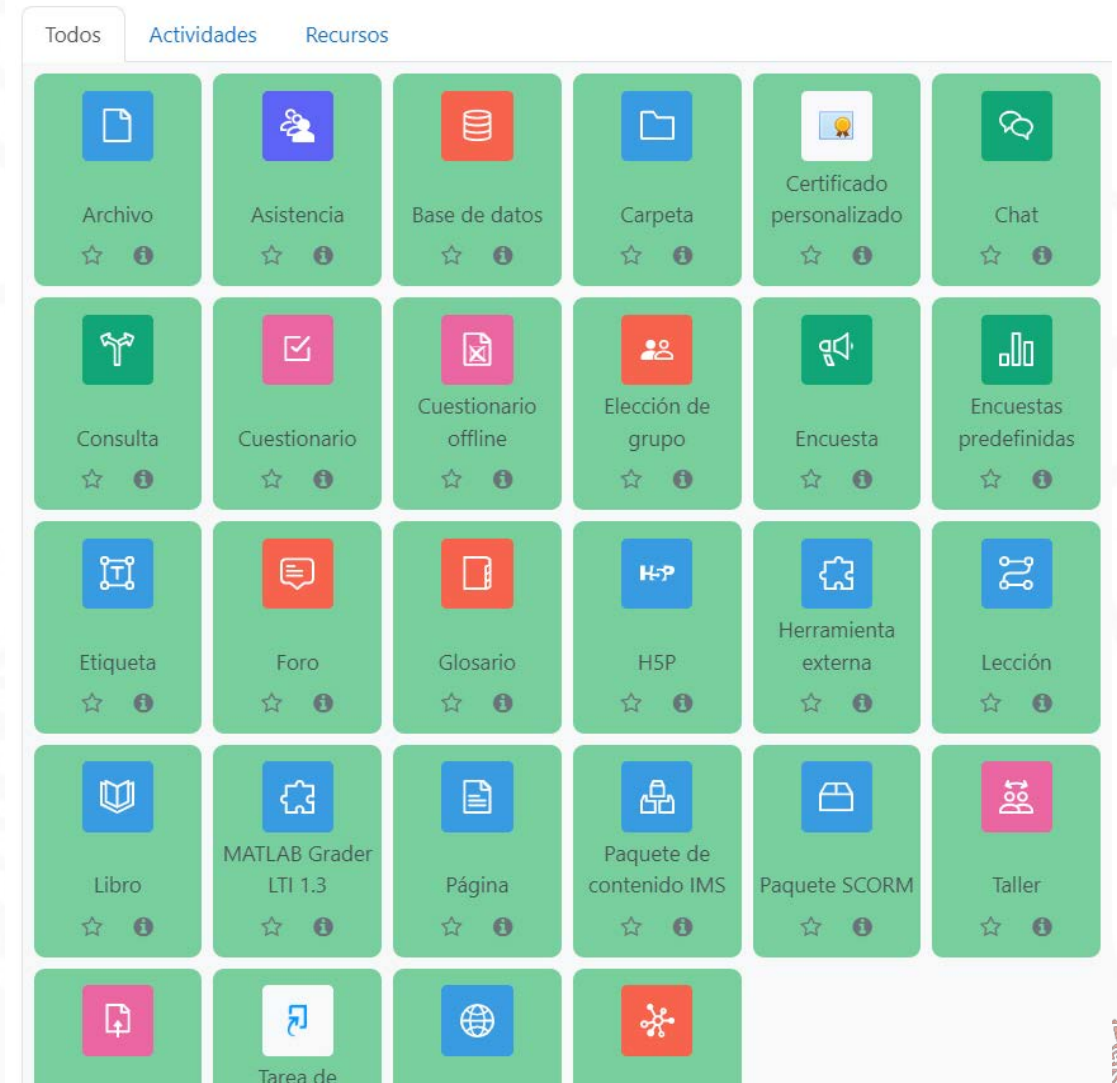 Todos Actividades Recursos
Certificado
Archivo Asistencia Base de datos Carpeta personalizado Chat
Cuestionario Elección de Encuestas
Consulta Cuestionario offline grupo Encuesta predefinidas
T
H5P
Herramienta
Etiqueta Foro Glosario H5P externa Lección
MATLAB Grader Paquete de
Libro LTI 1.3 Página contenido IMS Paquete SCORM Taller
Tarea de